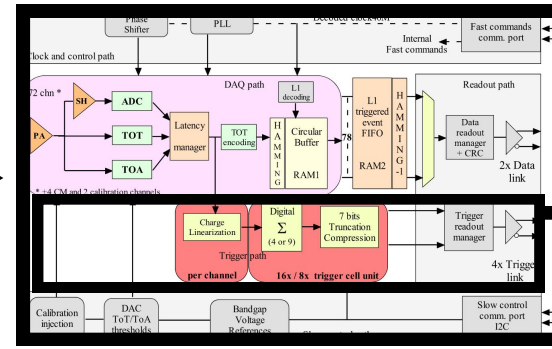 Phase
Shifter
PLL
Decoded clock40M
Internal
Fast commands
Fast commands
comm. port
Clock and control path
72 chn *
SH
PA
ADC
TOT
TOA
Latency
manager
DAQ path
TOT
encoding
L1
decoding
HAMMING
Circular
Buffer
RAM1
78
L1
triggered
event
FIFO
RAM2
HAMMING-1
Readout path
Data
readout
manager
+ CRC
2x Data
link
* +4 CM and 2 calibration channels
Charge
Linearization
Trigger path
per channel
Digital
Σ
(4 or 9)
7 bits
Truncation
Compression
16x / 8x trigger cell unit
Trigger
readout
manager
4x Trigge
link
Calibration
injection
DAC
ToT/ToA
thresholds
Bandgap
Voltage
References
Slow control
comm. port
I2C